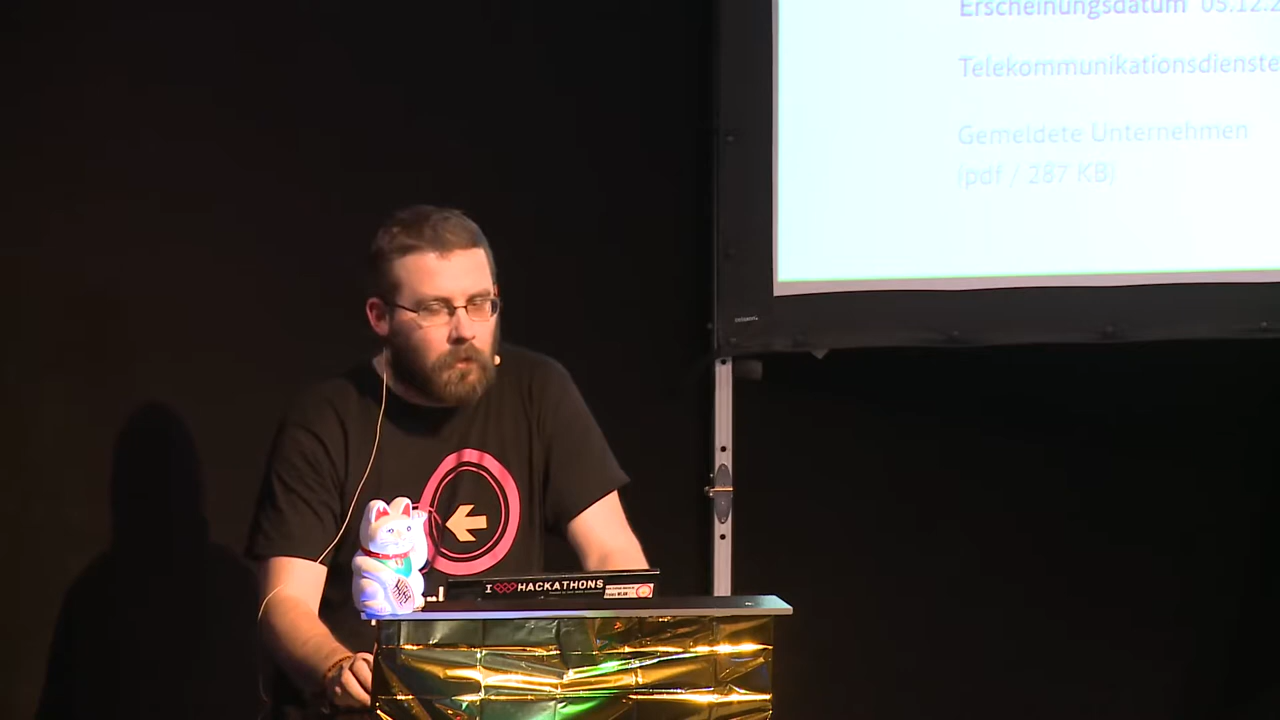 Erscheinungsdatum 05.12.2
Telekommunikationsdienste
Gemeldete Unternehmen
(pdf / 287 KB)
I HACKATHONS